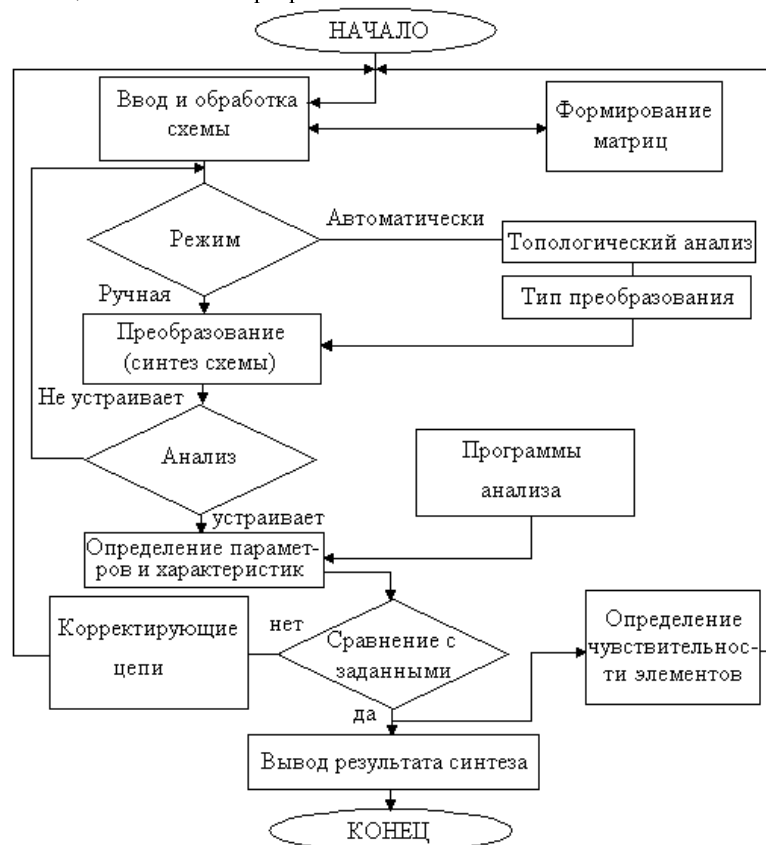 НАЧАЛО
Ввод и обработка
схемы
Формирование
матриц
Режим
Автоматически
Топологический анализ
Тип преобразования
Ручная
Преобразование
(синтез схемы)
Не устраивает
Анализ
Программы
анализа
устраивает
Определение парамет-
ров и характеристик
Корректирующие
цепи
нет
Сравнение с
заданными
Определение
чувствительнос-
ти элементов
да
Вывод результата синтеза
КОНЕЦ